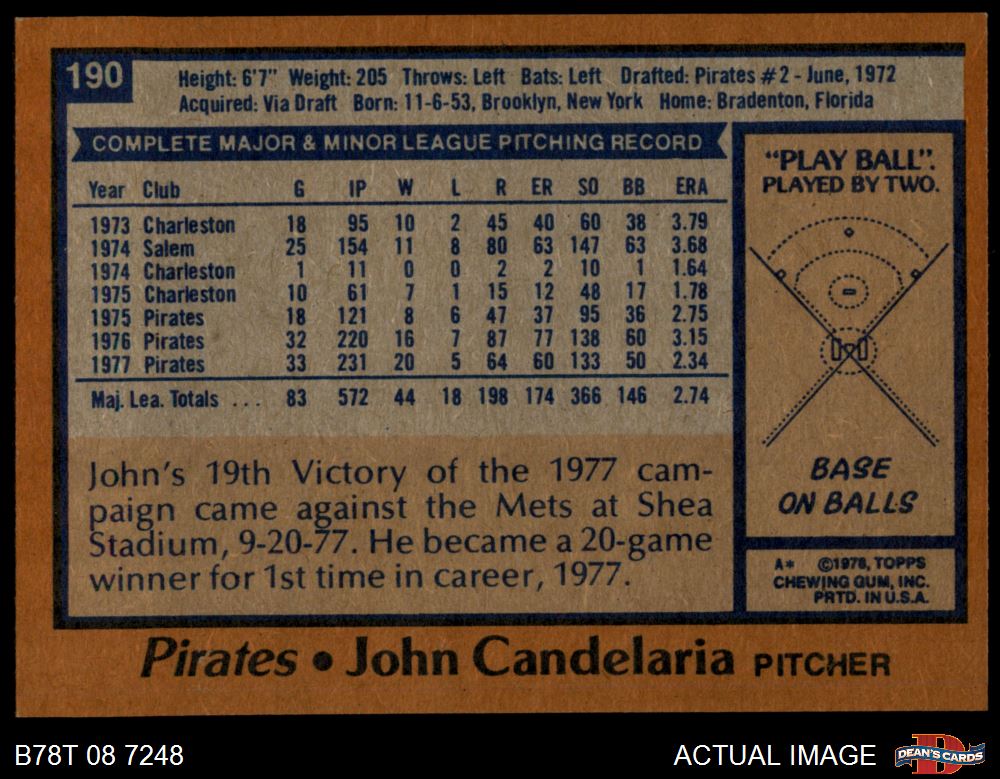 190
Height: 6'7" Weight: 205 Throws: Left Bats: Left Drafted: Pirates #2 - June, 1972
Acquired: Via Draft Born: 11-6-53, Brooklyn, New York Home: Bradenton, Florida
COMPLETE MAJOR & MINOR LEAGUE PITCHING RECORD
Year Club G IP W L R ER SO BB ERA
1973 Charleston 18 95 10 2 45 40 60 38 3.79
1974 Salem 25 154 11 8 80 63 147 63 3.68
1974 Charleston 1 11 0 0 2 2 10 1 1.64
1975 Charleston 10 61 7 1 15 12 48 17 1.78
1975 Pirates 18 121 8 6 47 37 95 36 2.75
1976 Pirates 32 220 16 7 87 77 138 60 3.15
1977 Pirates 33 231 20 5 64 60 133 50 2.34
Maj. Lea. Totals ... 83 572 44 18 198 174 366 146 2.74
John's 19th Victory of the 1977 cam-
paign came against the Mets at Shea
Stadium, 9-20-77. He became a 20-game
winner for 1st time in career, 1977.
"PLAY BALL".
PLAYED BY TWO.
BASE
ON BALLS
A* ©1978, TOPPS
CHEWING GUM, INC.
PRTD. IN U.S.A.
Pirates • John Candelaria PITCHER
B78T 08 7248
ACTUAL IMAGE
DEAN'S CARDS